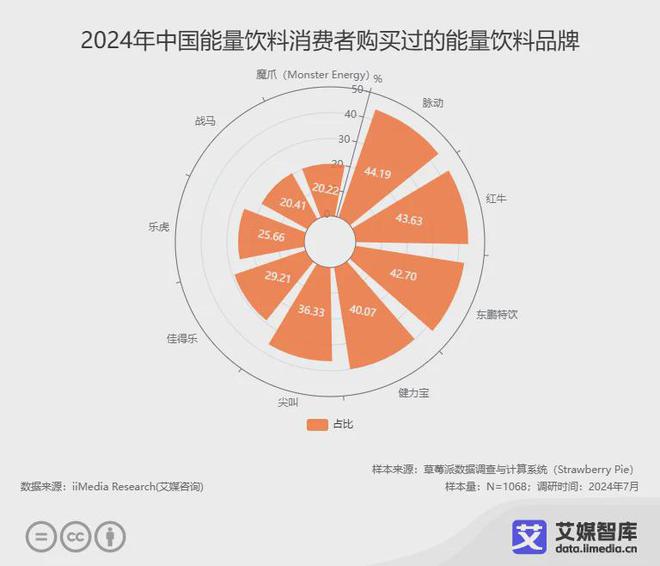 2024年中国能量饮料消费者购买过的能量饮料品牌
魔爪（Monster Energy）
%
50
40
30
20
10
0
脉动
44.19
红牛
43.63
东鹏特饮
42.70
健力宝
40.07
尖叫
36.33
佳得乐
29.21
乐虎
25.66
战马
20.41
20.22
占比
样本来源：草莓派数据调查与计算系统（Strawberry Pie）
数据来源：iiMedia Research(艾媒咨询)
样本量：N=1068；调研时间：2024年7月
cc
艾 艾媒智库
data.iimedia.cn